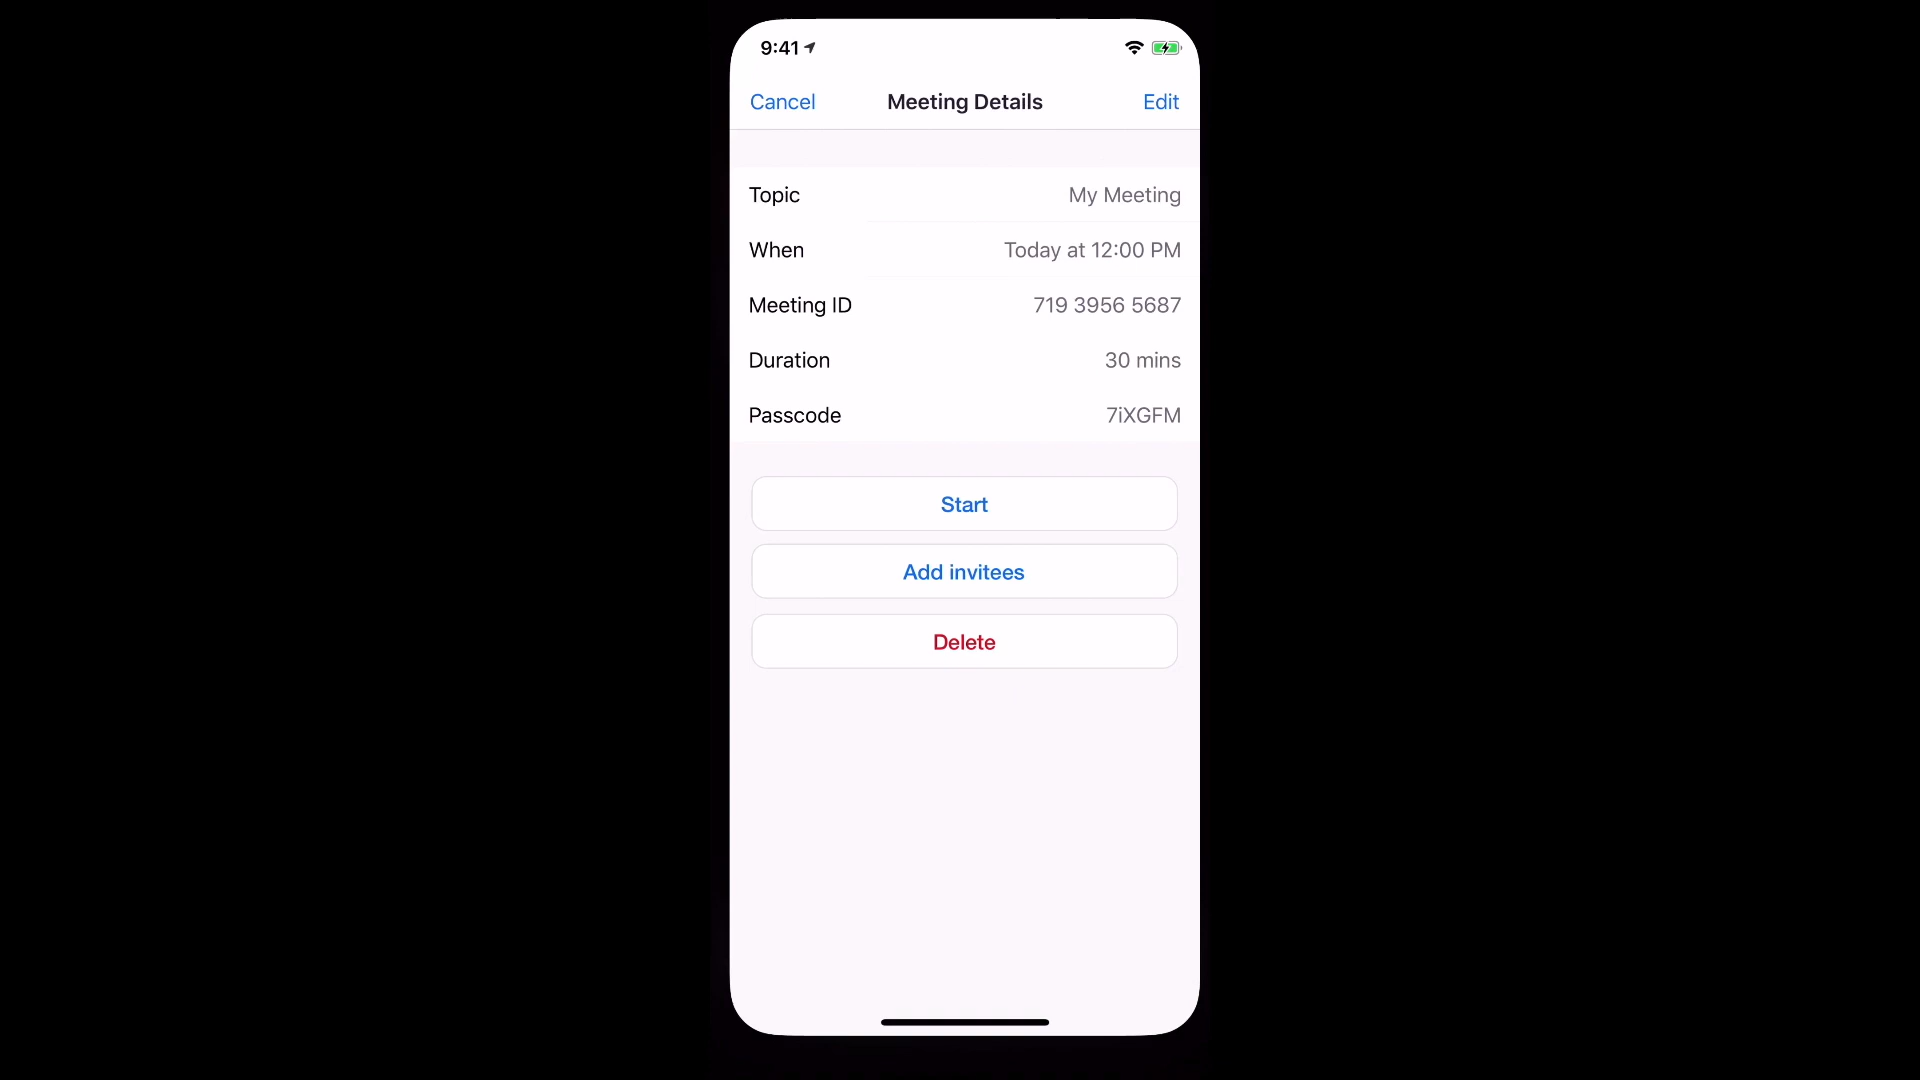 9:41
Cancel Meeting Details Edit
Topic My Meeting
When Today at 12:00 PM
Meeting ID 719 3956 5687
Duration 30 mins
Passcode 7iXGFM
Start
Add invitees
Delete